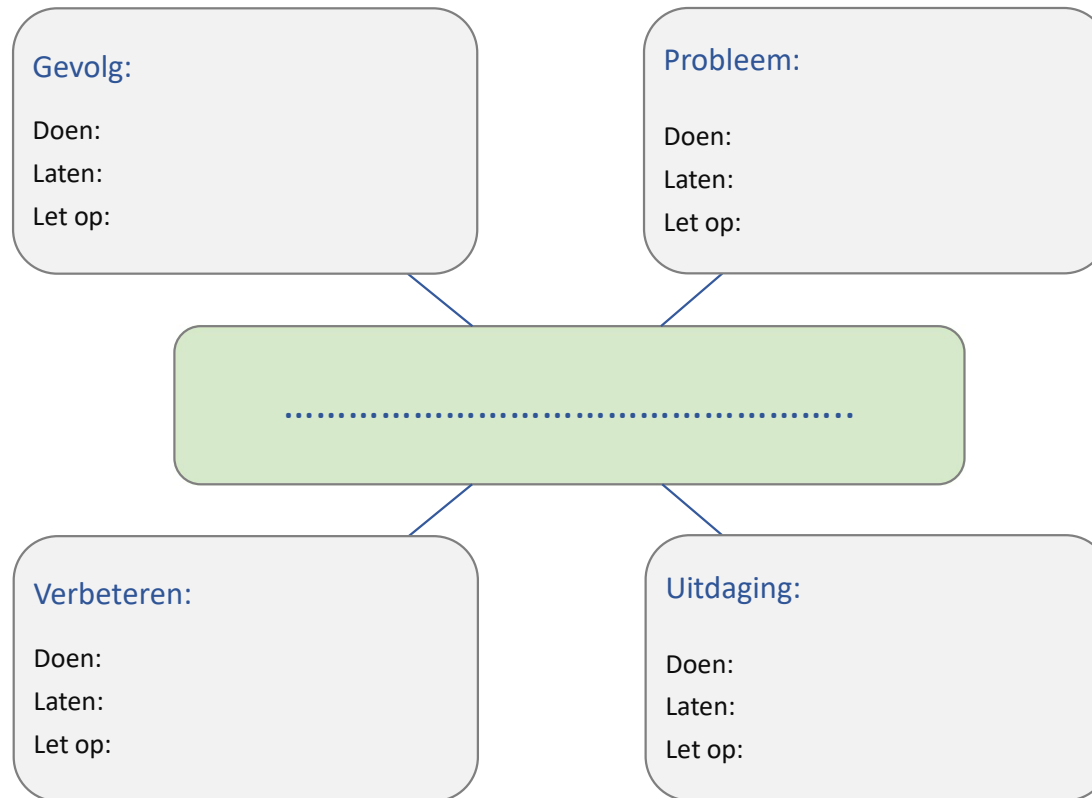 Gevolg:
Doen:
Laten:
Let op:
Probleem:
Doen:
Laten:
Let op:
.....................................................
Verbeteren:
Doen:
Laten:
Let op:
Uitdaging:
Doen:
Laten:
Let op: